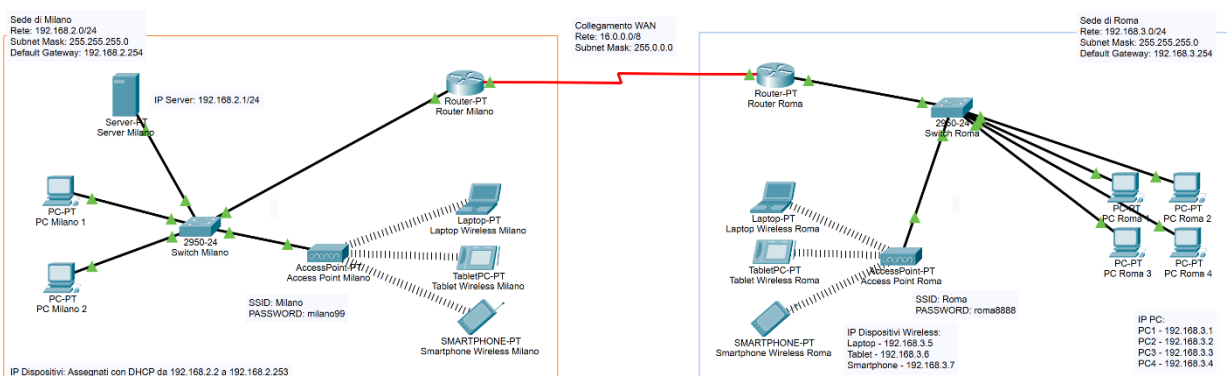 Sede di Milano
Rete: 192.168.2.0/24
Subnet Mask: 255.255.255.0
Default Gateway: 192.168.2.254
IP Server: 192.168.2.1/24
Server-PT
Server Milano
Router-PT
Router Milano
PC-PT
PC Milano 1
2950-24
Switch Milano
PC-PT
PC Milano 2
AccessPoint-PT
Access Point Milano
SSID: Milano
PASSWORD: milano99
Laptop-PT
Laptop Wireless Milano
TabletPC-PT
Tablet Wireless Milano
SMARTPHONE-PT
Smartphone Wireless Milano
IP Dispositivi: Assegnati con DHCP da 192.168.2.2 a 192.168.2.253
Collegamento WAN
Rete: 16.0.0.0/8
Subnet Mask: 255.0.0.0
Sede di Roma
Rete: 192.168.3.0/24
Subnet Mask: 255.255.255.0
Default Gateway: 192.168.3.254
Router-PT
Router Roma
2950-24
Switch Roma
Laptop-PT
Laptop Wireless Roma
TabletPC-PT
Tablet Wireless Roma
SMARTPHONE-PT
Smartphone Wireless Roma
AccessPoint-PT
Access Point Roma
SSID: Roma
PASSWORD: roma8888
IP Dispositivi Wireless:
Laptop - 192.168.3.5
Tablet - 192.168.3.6
Smartphone - 192.168.3.7
PC-PT
PC Roma 1
PC-PT
PC Roma 2
PC-PT
PC Roma 3
PC-PT
PC Roma 4
IP PC:
PC1 - 192.168.3.1
PC2 - 192.168.3.2
PC3 - 192.168.3.3
PC4 - 192.168.3.4